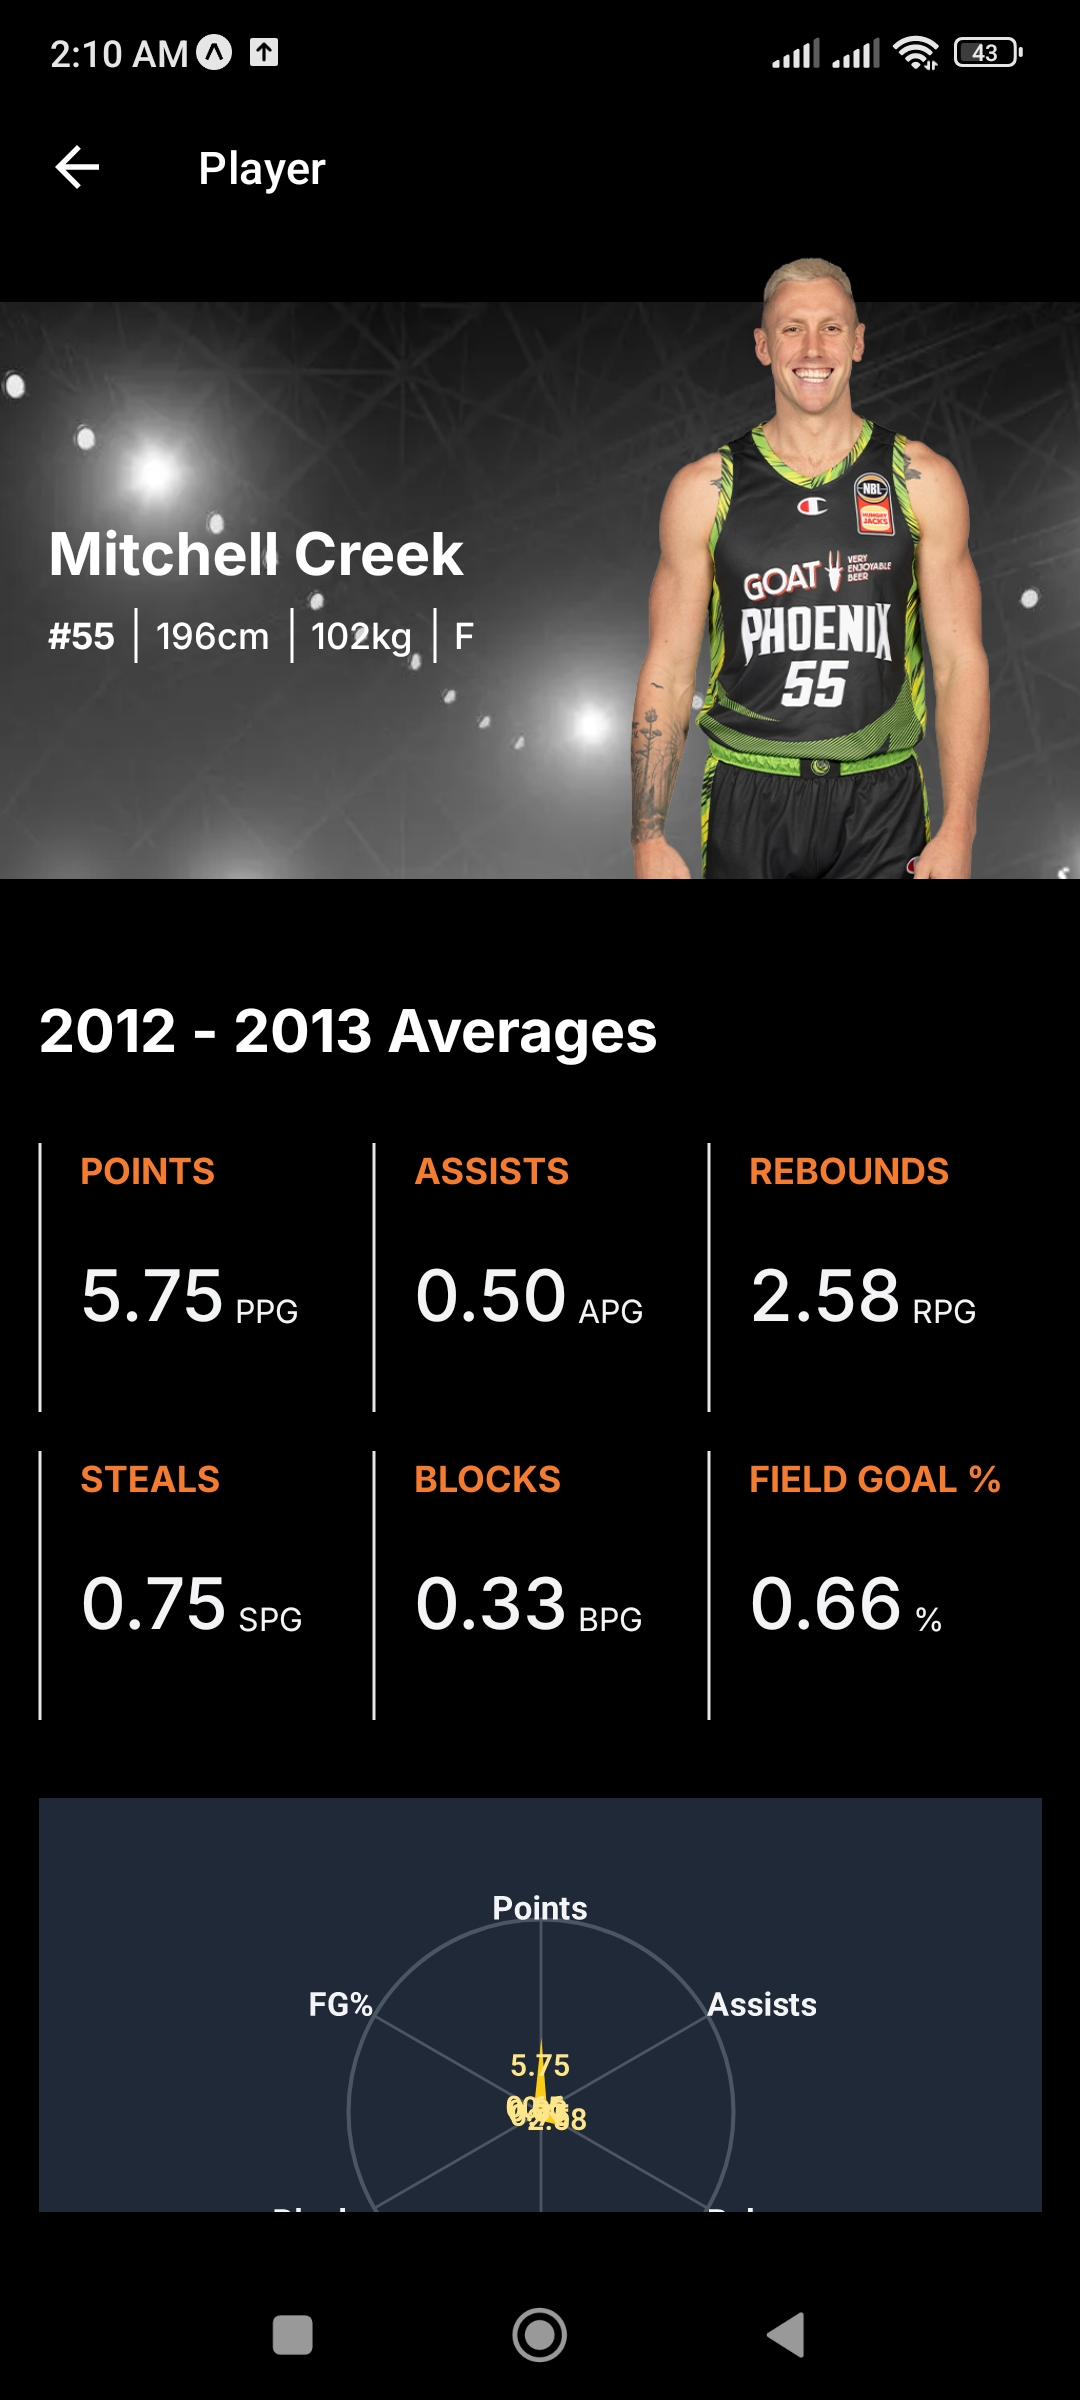 2:10 AM
43
Player
NBL
HUNGRY
JACK'S
GOAT VERY ENJOYABLE BEER
PHOENIX
55
Mitchell Creek
#55 196cm 102kg F
2012 - 2013 Averages
POINTS ASSISTS REBOUNDS
5.75 PPG 0.50 APG 2.58 RPG
STEALS BLOCKS FIELD GOAL %
0.75 SPG 0.33 BPG 0.66 %
Points
FG% Assists
5.75
2.58